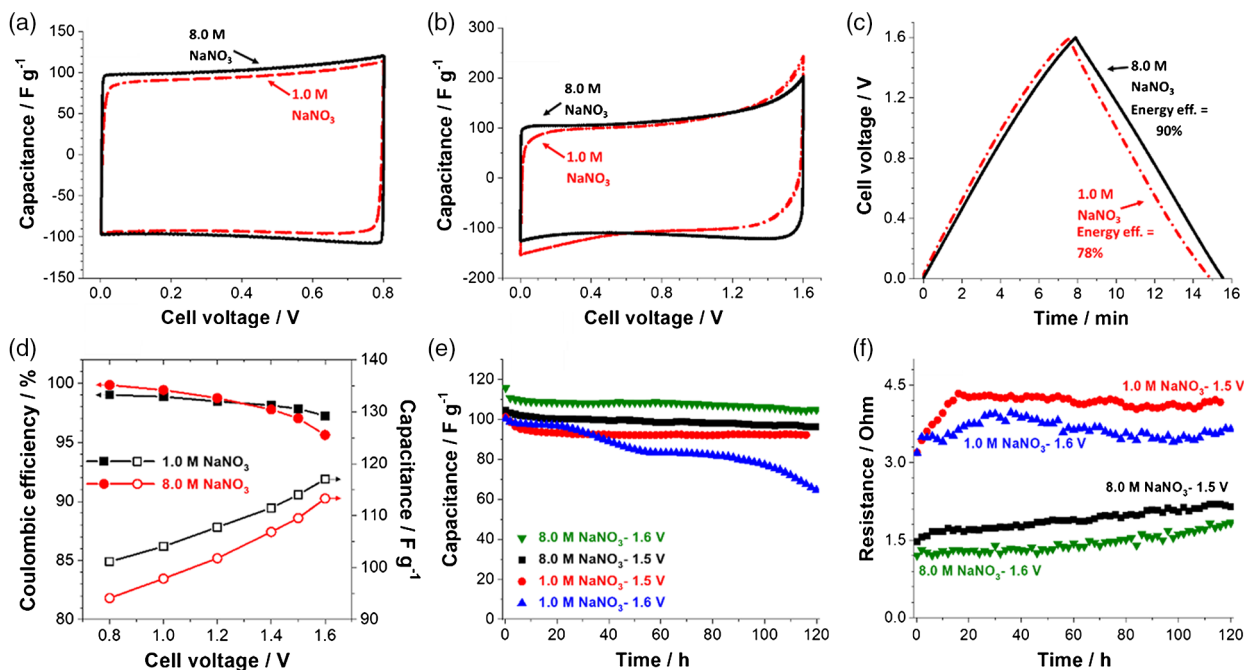 (a)
Capacitance / F g⁻¹
150
100
50
0
-50
-100
-150
8.0 M
NaNO₃
1.0 M
NaNO₃
0.0 0.2 0.4 0.6 0.8
Cell voltage / V
(b)
Capacitance / F g⁻¹
300
200
100
0
-100
-200
8.0 M
NaNO₃
1.0 M
NaNO₃
0.0 0.4 0.8 1.2 1.6
Cell voltage / V
(c)
Cell voltage / V
1.6
1.2
0.8
0.4
0.0
8.0 M
NaNO₃
Energy eff. =
90%
1.0 M
NaNO₃
Energy eff. =
78%
0 2 4 6 8 10 12 14 16
Time / min
(d)
Coulombic efficiency / %
100
95
90
85
80
1.0 M NaNO₃
8.0 M NaNO₃
140
130
120
110
100
90
Capacitance / F g⁻¹
0.8 1.0 1.2 1.4 1.6
Cell voltage / V
(e)
Capacitance / F g⁻¹
120
100
80
60
40
20
0
8.0 M NaNO₃- 1.6 V
8.0 M NaNO₃- 1.5 V
1.0 M NaNO₃- 1.5 V
1.0 M NaNO₃- 1.6 V
0 20 40 60 80 100 120
Time / h
(f)
Resistance / Ohm
4.5
3.0
1.5
0.0
1.0 M NaNO₃- 1.5 V
1.0 M NaNO₃- 1.6 V
8.0 M NaNO₃- 1.5 V
8.0 M NaNO₃- 1.6 V
0 20 40 60 80 100 120
Time / h